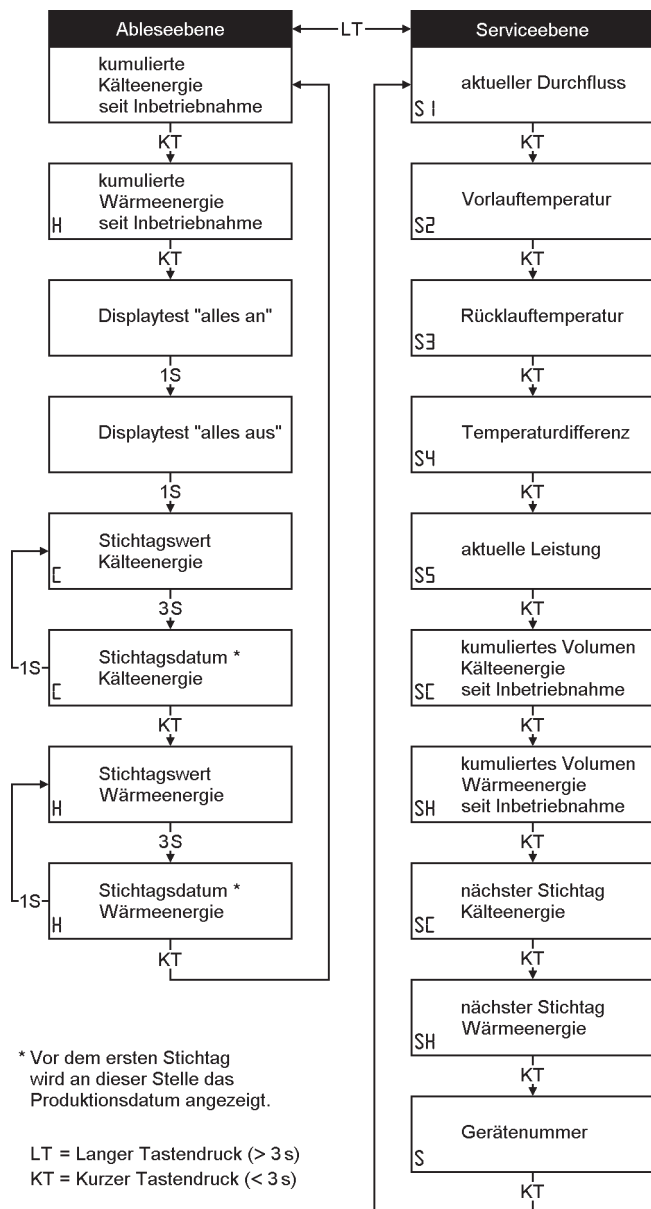 Ableseebene
LT
Serviceebene
kumulierte
Kälteenergie
seit Inbetriebnahme
KT
H
kumulierte
Wärmeenergie
seit Inbetriebnahme
KT
Displaytest "alles an"
1S
Displaytest "alles aus"
1S
Stichtagswert
Kälteenergie
C
3S
1S
Stichtagsdatum *
Kälteenergie
C
KT
Stichtagswert
Wärmeenergie
H
3S
1S
Stichtagsdatum *
Wärmeenergie
H
KT
* Vor dem ersten Stichtag
wird an dieser Stelle das
Produktionsdatum angezeigt.
LT = Langer Tastendruck (> 3 s)
KT = Kurzer Tastendruck (< 3 s)
aktueller Durchfluss
S1
KT
Vorlauftemperatur
S2
KT
Rücklauftemperatur
S3
KT
Temperaturdifferenz
S4
KT
aktuelle Leistung
S5
KT
kumuliertes Volumen
Kälteenergie
seit Inbetriebnahme
SC
KT
kumuliertes Volumen
Wärmeenergie
seit Inbetriebnahme
SH
KT
nächster Stichtag
Kälteenergie
SC
KT
nächster Stichtag
Wärmeenergie
SH
KT
Gerätenummer
S
KT